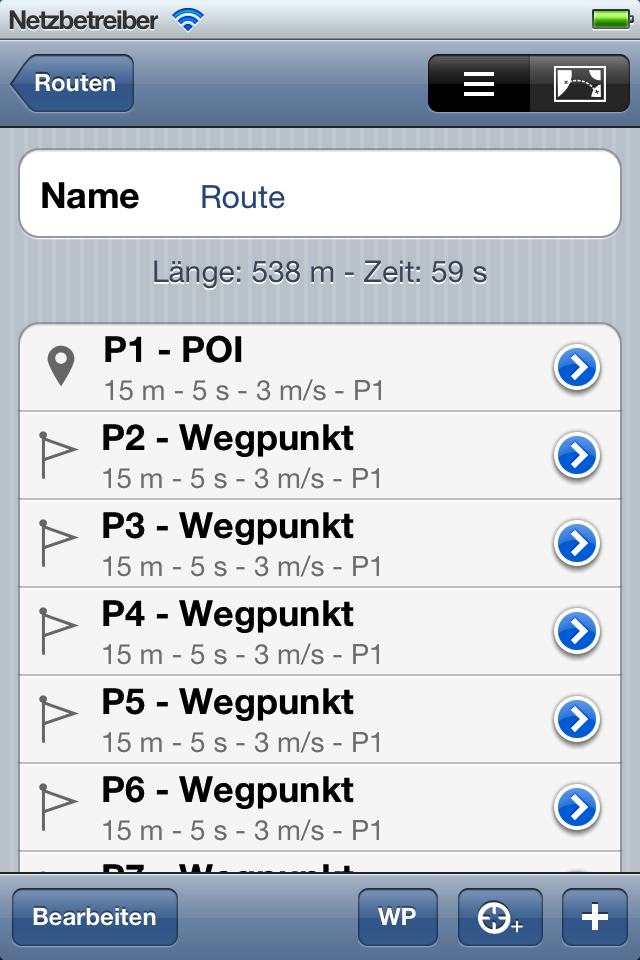 Netzbetreiber
Routen
Name Route
Länge: 538 m - Zeit: 59 s
P1 - POI
15 m - 5 s - 3 m/s - P1
P2 - Wegpunkt
15 m - 5 s - 3 m/s - P1
P3 - Wegpunkt
15 m - 5 s - 3 m/s - P1
P4 - Wegpunkt
15 m - 5 s - 3 m/s - P1
P5 - Wegpunkt
15 m - 5 s - 3 m/s - P1
P6 - Wegpunkt
15 m - 5 s - 3 m/s - P1
P7 - Wegpunkt
Bearbeiten WP